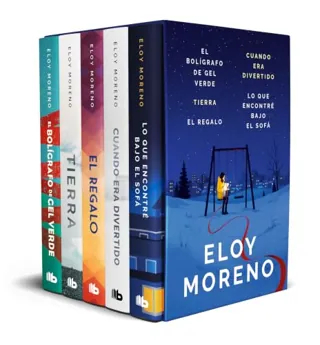 ELOY MORENO
EL BOLÍGRAFO DE GEL VERDE
ELOY MORENO
TIERRA
ELOY MORENO
EL REGALO
ELOY MORENO
CUANDO ERA DIVERTIDO
ELOY MORENO
LO QUE ENCONTRÉ
BAJO EL SOFÁ
EL
BOLÍGRAFO
DE GEL
VERDE
TIERRA
EL REGALO
CUANDO
ERA
DIVERTIDO
LO QUE
ENCONTRÉ
BAJO
EL SOFÁ
ELOY
MORENO
b
b
b
b
b